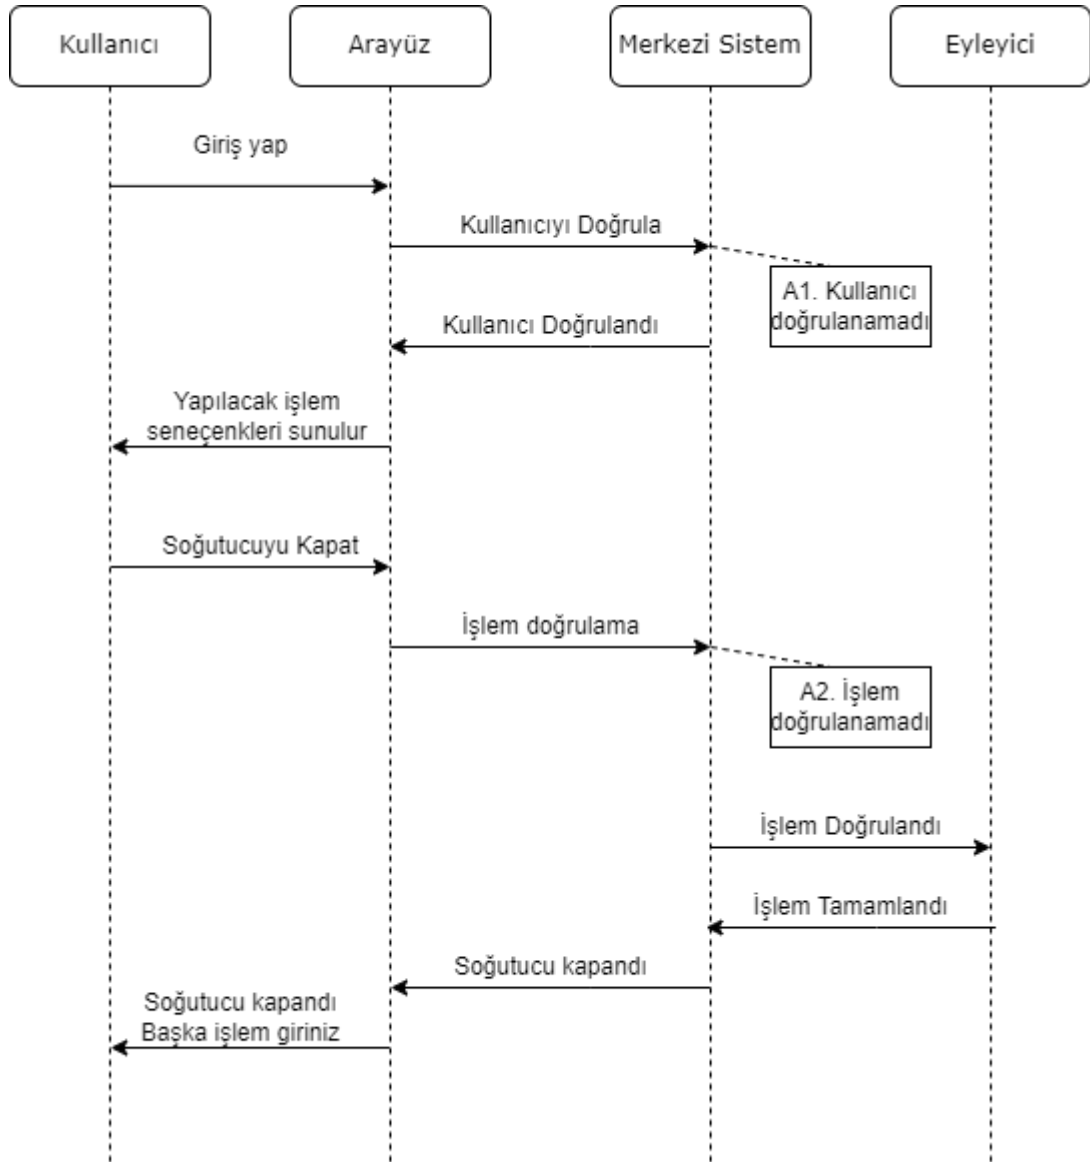 Kullanıcı
Arayüz
Merkezi Sistem
Eyleyici
Giriş yap
Kullanıcıyı Doğrula
A1. Kullanıcı
doğrulanamadı
Kullanıcı Doğrulandı
Yapılacak işlem
seneçenkleri sunulur
Soğutucuyu Kapat
İşlem doğrulama
A2. İşlem
doğrulanamadı
İşlem Doğrulandı
İşlem Tamamlandı
Soğutucu kapandı
Soğutucu kapandı
Başka işlem giriniz